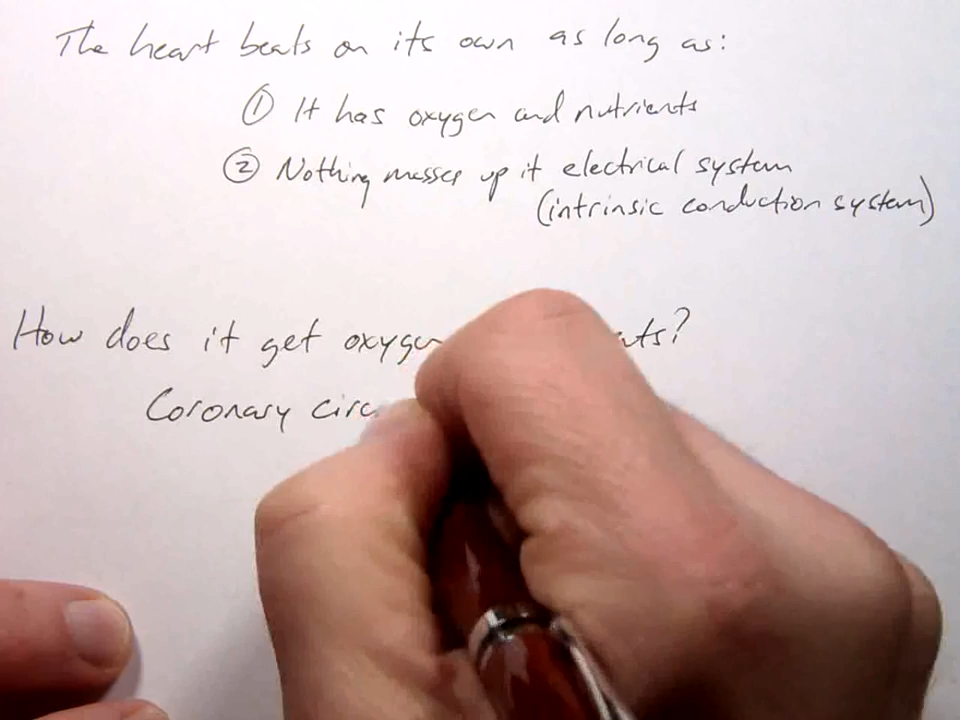 The heart beats on its own as long as:
① It has oxygen and nutrients
② Nothing messes up it electrical system
(intrinsic conduction system)
How does it get
Coronary